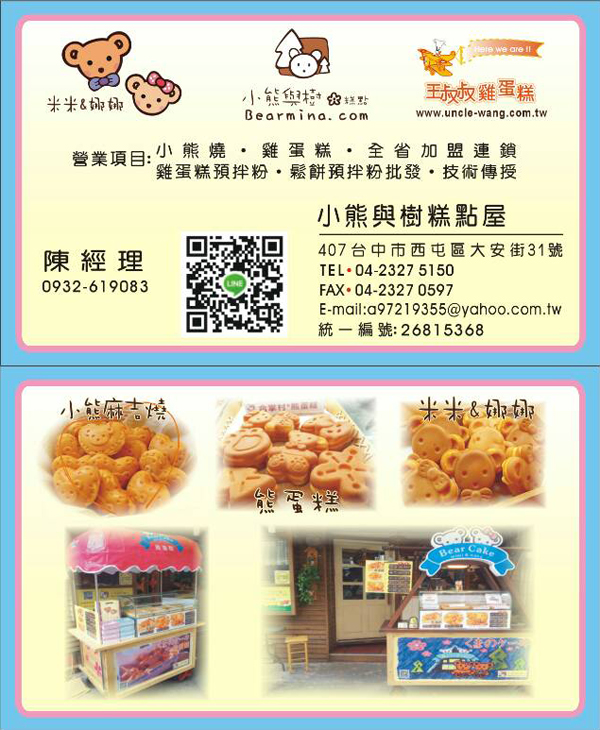 米米&娜娜
小熊與樹 糕點
Bearmina.com
Here we are !!
王叔叔雞蛋糕
www.uncle-wang.com.tw
營業項目:小熊燒・雞蛋糕・全省加盟連鎖
雞蛋糕預拌粉・鬆餅預拌粉批發・技術傳授
小熊與樹糕點屋
陳經理
0932-619083
LINE
407台中市西屯區大安街31號
TEL•04-2327 5150
FAX•04-2327 0597
E-mail:a97219355@yahoo.com.tw
統一編號:26815368
小熊麻吉燒
米米&娜娜
熊蛋糕
Bear Cake